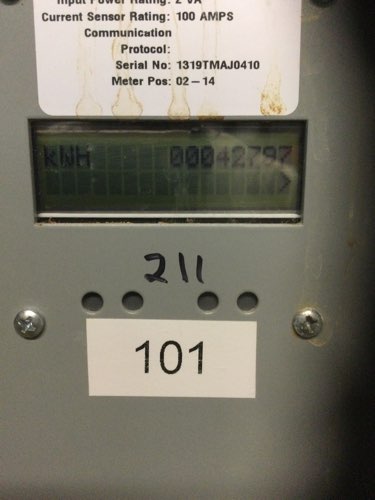 Input Power Rating: 2 VA
Current Sensor Rating: 100 AMPS
Communication
Protocol:
Serial No: 1319TMAJ0410
Meter Pos: 02-14
KWH 00042797
>
211
101